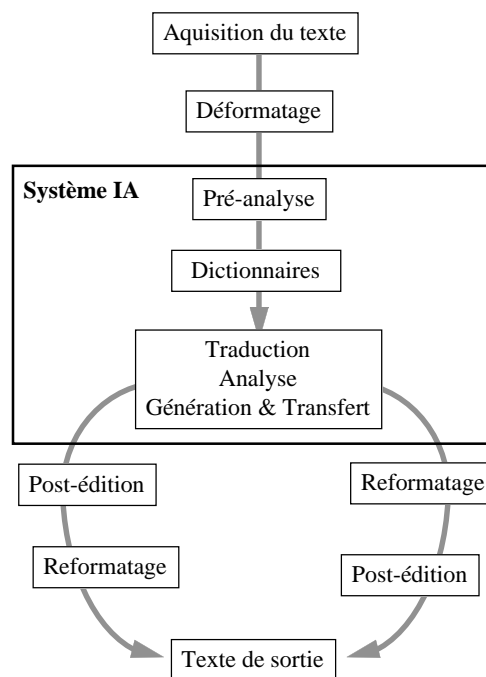 Aquisition du texte
Déformatage
Système IA
Pré-analyse
Dictionnaires
Traduction
Analyse
Génération & Transfert
Post-édition
Reformatage
Reformatage
Post-édition
Texte de sortie